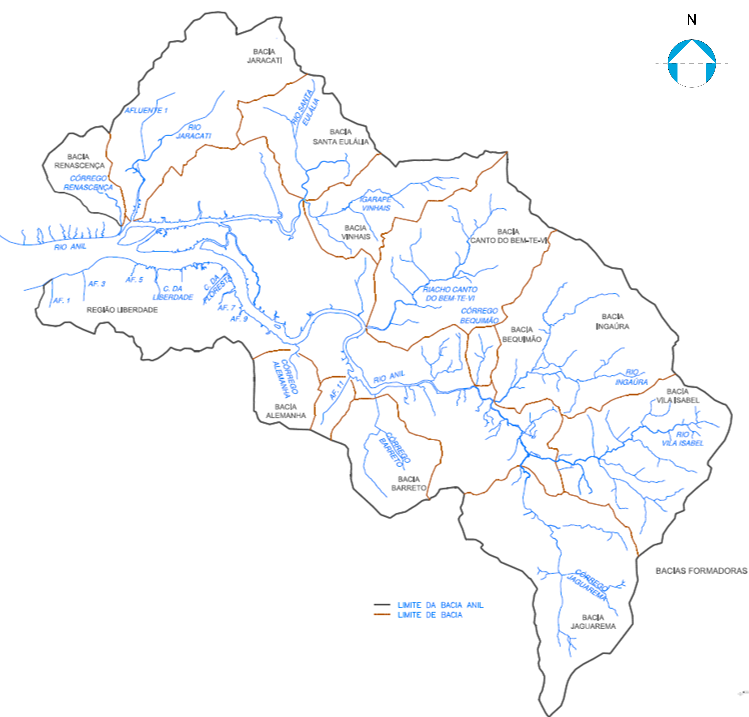 N
BACIA
JARACATI
AFLUENTE 1
RIO
JARACATI
RIO SANTA
EULÁLIA
BACIA
SANTA EULÁLIA
BACIA
RENASCENÇA
CÓRREGO
RENASCENÇA
IGARAPÉ
VINHAIS
BACIA
VINHAIS
BACIA
CANTO DO BEM-TE-VI
RIO ANIL
AF. 1
AF. 3
AF. 5
C. DA
LIBERDADE
C. DA
FLORESTA
AF. 7
AF. 9
REGIÃO LIBERDADE
RIACHO CANTO
DO BEM-TE-VI
CÓRREGO
BEQUIMÃO
BACIA
BEQUIMÃO
BACIA
INGAÚRA
RIO
INGAÚRA
CÓRREGO
ALEMANHA
BACIA
ALEMANHA
AF. 11
RIO ANIL
BACIA
VILA ISABEL
RIO
VILA ISABEL
CÓRREGO
BARRETO
BACIA
BARRETO
BACIAS FORMADORAS
CÓRREGO
JAGUAREMA
BACIA
JAGUAREMA
LIMITE DA BACIA ANIL
LIMITE DE BACIA